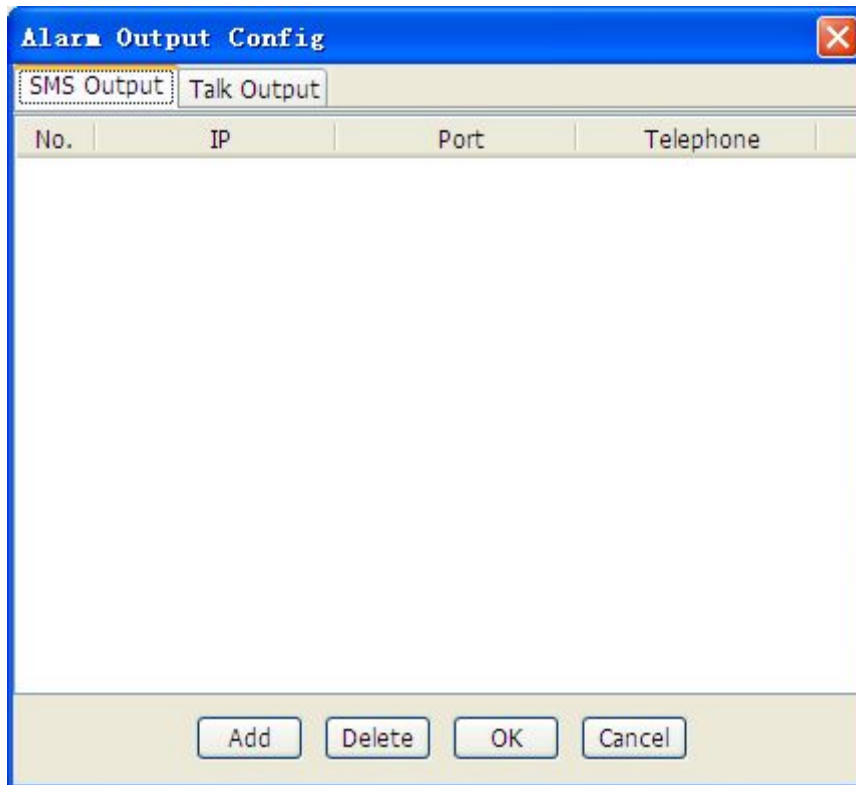 Alarm Output Config
SMS Output Talk Output
No. IP Port Telephone
Add Delete OK Cancel